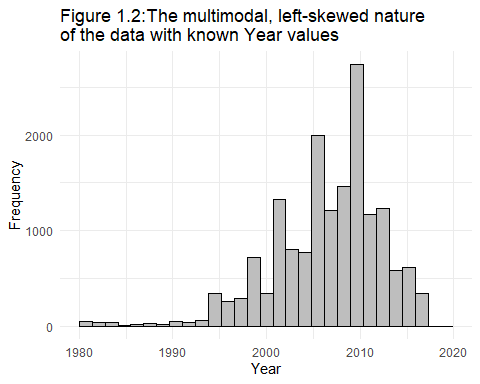 Figure 1.2:The multimodal, left-skewed nature
of the data with known Year values
Frequency
2000
1000
0
1980 1990 2000 2010 2020
Year